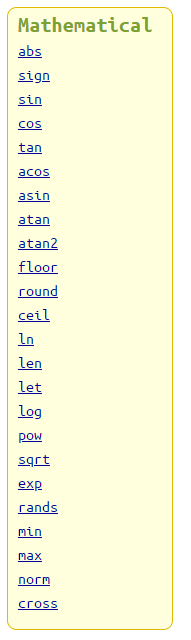 Mathematical
abs
sign
sin
cos
tan
acos
asin
atan
atan2
floor
round
ceil
ln
len
let
log
pow
sqrt
exp
rands
min
max
norm
cross